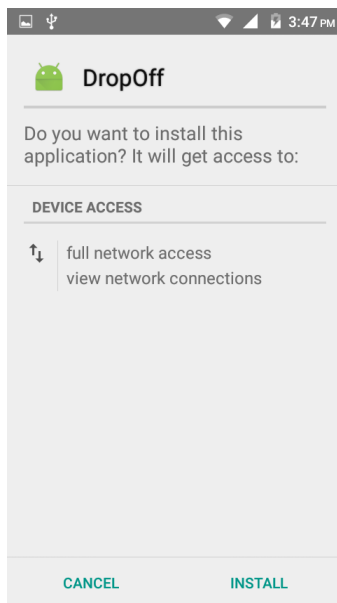 3:47 PM
DropOff
Do you want to install this
application? It will get access to:
DEVICE ACCESS
full network access
view network connections
CANCEL INSTALL